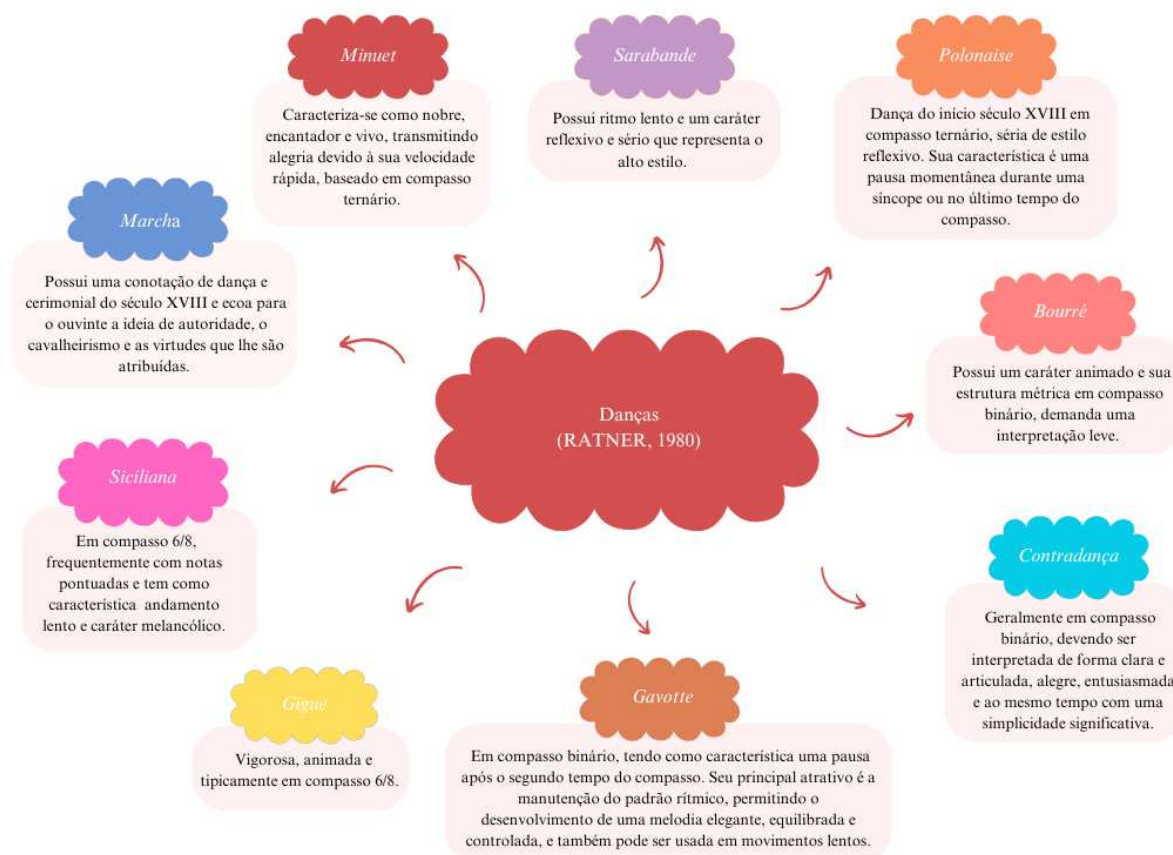 Minuet
Caracteriza-se como nobre,
encantador e vivo, transmitindo
alegria devido à sua velocidade
rápida, baseado em compasso
ternário.
Sarabande
Possui ritmo lento e um caráter
reflexivo e sério que representa o
alto estilo.
Polonaise
Dança do início século XVIII em
compasso ternário, séria de estilo
reflexivo. Sua característica é uma
pausa momentânea durante uma
síncope ou no último tempo do
compasso.
Marcha
Possui uma conotação de dança e
cerimonial do século XVIII e ecoa para
o ouvinte a ideia de autoridade, o
cavalheirismo e as virtudes que lhe são
atribuídas.
Bourré
Possui um caráter animado e sua
estrutura métrica em compasso
binário, demanda uma
interpretação leve.
Danças
(RATNER, 1980)
Siciliana
Em compasso 6/8,
frequentemente com notas
pontuadas e tem como
característica andamento
lento e caráter melancólico.
Contradança
Geralmente em compasso
binário, devendo ser
interpretada de forma clara e
articulada, alegre, entusiasmada
e ao mesmo tempo com uma
simplicidade significativa.
Gigue
Vigorosa, animada e
tipicamente em compasso 6/8.
Gavotte
Em compasso binário, tendo como característica uma pausa
após o segundo tempo do compasso. Seu principal atrativo é a
manutenção do padrão rítmico, permitindo o
desenvolvimento de uma melodia elegante, equilibrada e
controlada, e também pode ser usada em movimentos lentos.